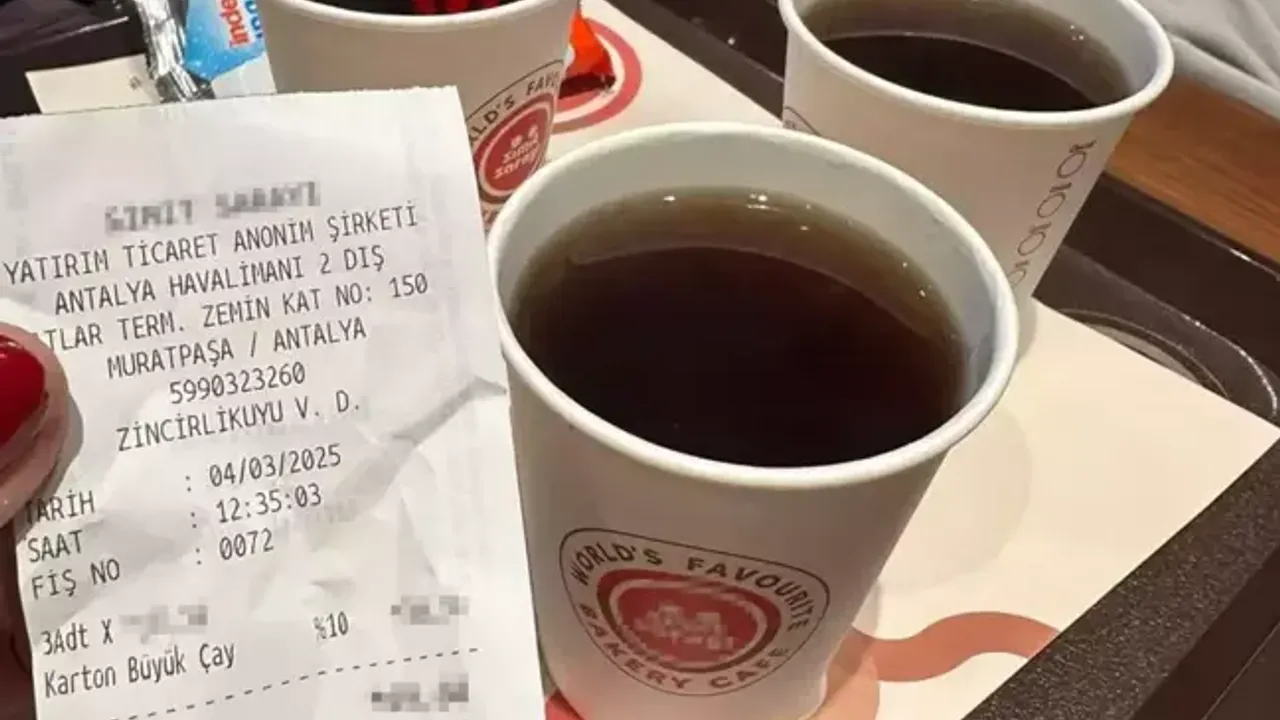 YATIRIM TİCARET ANONİM ŞİRKETİ
ANTALYA HAVALİMANI 2 DIŞ
TLAR TERM. ZEMİN KAT NO: 150
MURATPAŞA / ANTALYA
5990323260
ZİNCİRLİKUYU V. D.
TARİH : 04/03/2025
SAAT : 12:35:03
FİŞ NO : 0072
3Adt X %10
Karton Büyük Çay
WORLD'S FAVOURITE
BAKERY CAFE